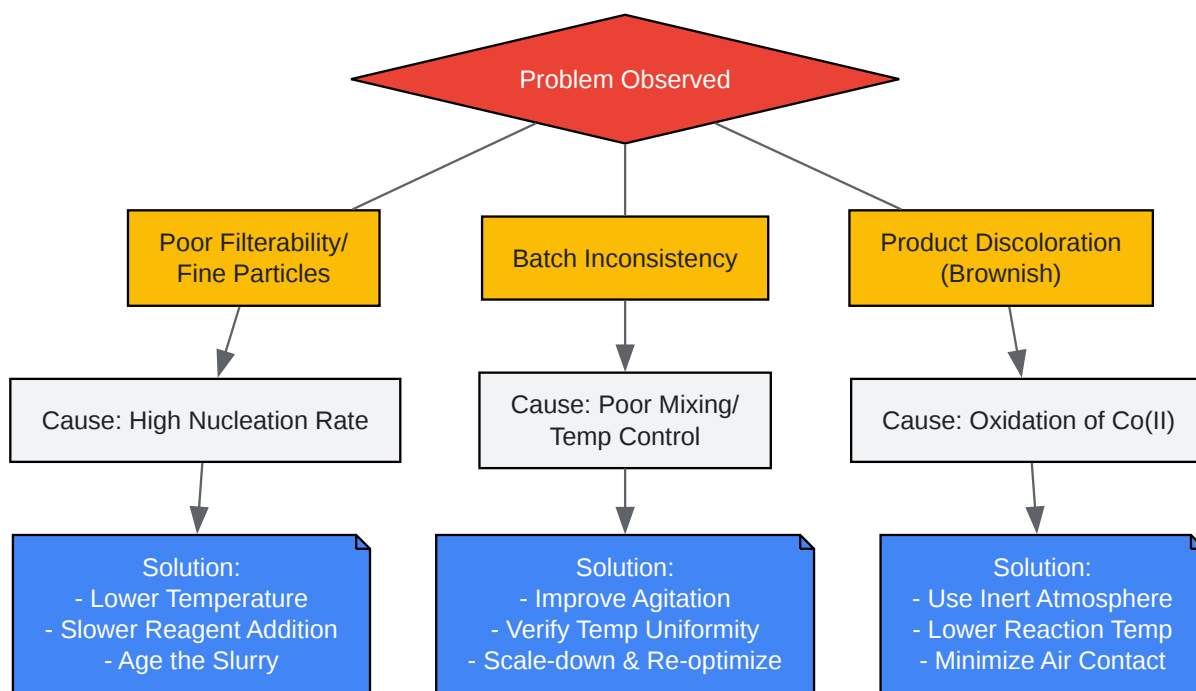 Problem Observed
Poor Filterability/
Fine Particles
Batch Inconsistency
Product Discoloration
(Brownish)
Cause: High Nucleation Rate
Cause: Poor Mixing/
Temp Control
Cause: Oxidation of Co(II)
Solution:
- Lower Temperature
- Slower Reagent Addition
- Age the Slurry
Solution:
- Improve Agitation
- Verify Temp Uniformity
- Scale-down & Re-optimize
Solution:
- Use Inert Atmosphere
- Lower Reaction Temp
- Minimize Air Contact